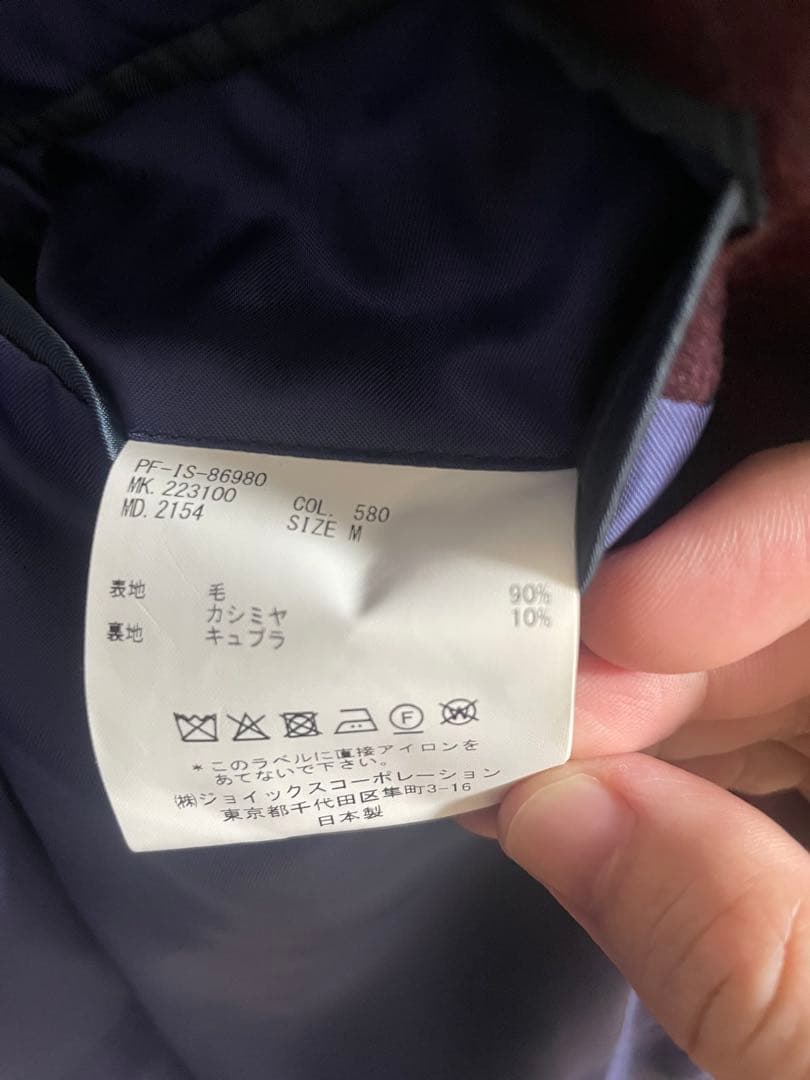 PF-IS-86980
MK. 223100 COL. 580
MD. 2154 SIZE M
表地 毛 90%
カシミヤ 10%
裏地 キュプラ
F W
*このラベルに直接アイロンを
あてないで下さい。
㈱ジョイックスコーポレーション
東京都千代田区隼町3-16
日本製